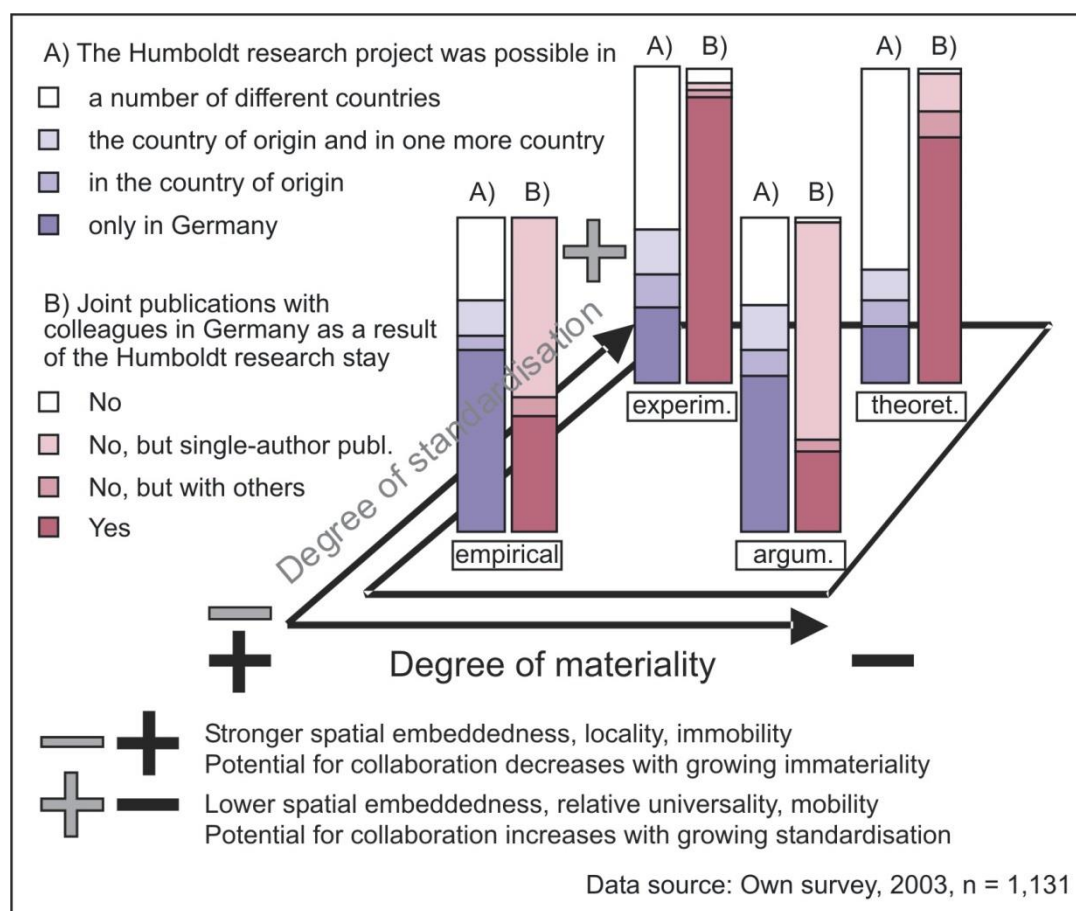 A) The Humboldt research project was possible in
a number of different countries
the country of origin and in one more country
in the country of origin
only in Germany
B) Joint publications with
colleagues in Germany as a result
of the Humboldt research stay
No
No, but single-author publ.
No, but with others
Yes
A) B)
A) B)
A) B)
A) B)
experim.
theoret.
empirical
argum.
Degree of standardisation
Degree of materiality
Stronger spatial embeddedness, locality, immobility
Potential for collaboration decreases with growing immateriality
Lower spatial embeddedness, relative universality, mobility
Potential for collaboration increases with growing standardisation
Data source: Own survey, 2003, n = 1,131